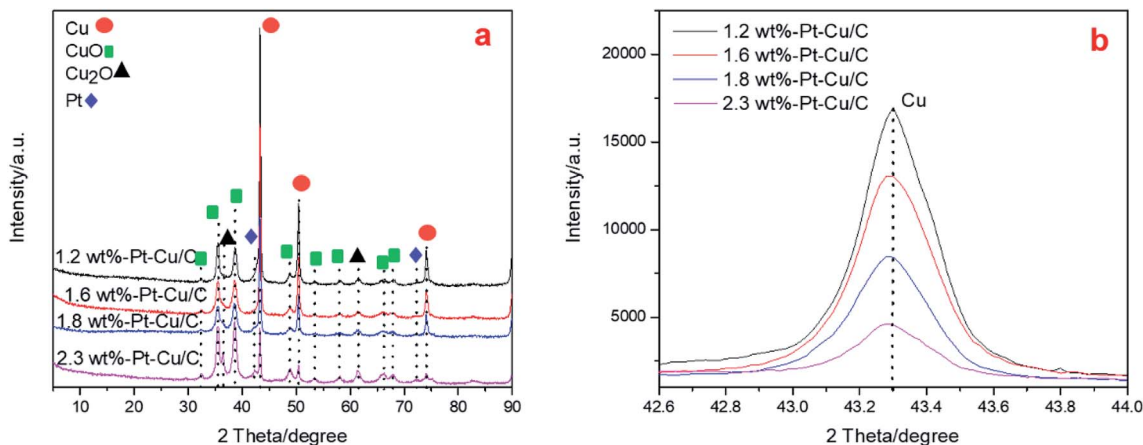 Cu
CuO
Cu2O
Pt
a
1.2 wt%-Pt-Cu/C
1.6 wt%-Pt-Cu/C
1.8 wt%-Pt-Cu/C
2.3 wt%-Pt-Cu/C
Intensity/a.u.
10 20 30 40 50 60 70 80 90
2 Theta/degree
1.2 wt%-Pt-Cu/C
1.6 wt%-Pt-Cu/C
1.8 wt%-Pt-Cu/C
2.3 wt%-Pt-Cu/C
b
Cu
Intensity/a.u.
20000
15000
10000
5000
42.6 42.8 43.0 43.2 43.4 43.6 43.8 44.0
2 Theta/degree